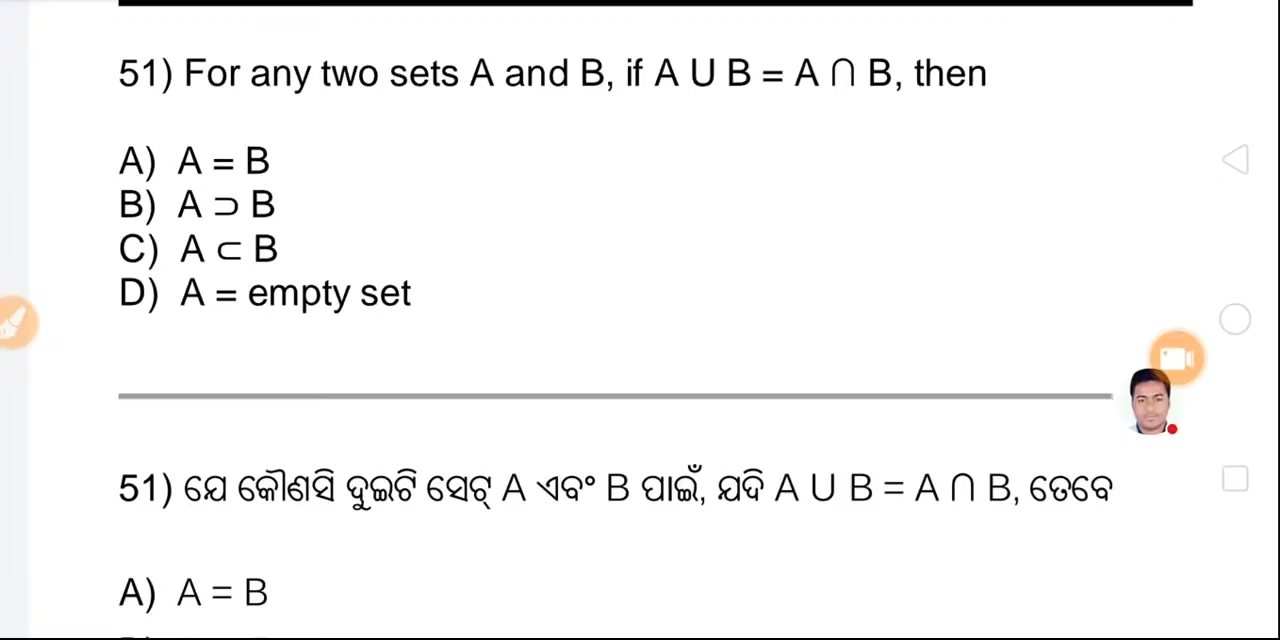 51) For any two sets A and B, if A U B = A ∩ B, then
A) A = B
B) A ⊃ B
C) A ⊂ B
D) A = empty set
51) ଯେ କୌଣସି ଦୁଇଟି ସେଟ୍ A ଏବଂ B ପାଇଁ, ଯଦି A U B = A ∩ B, ତେବେ
A) A = B